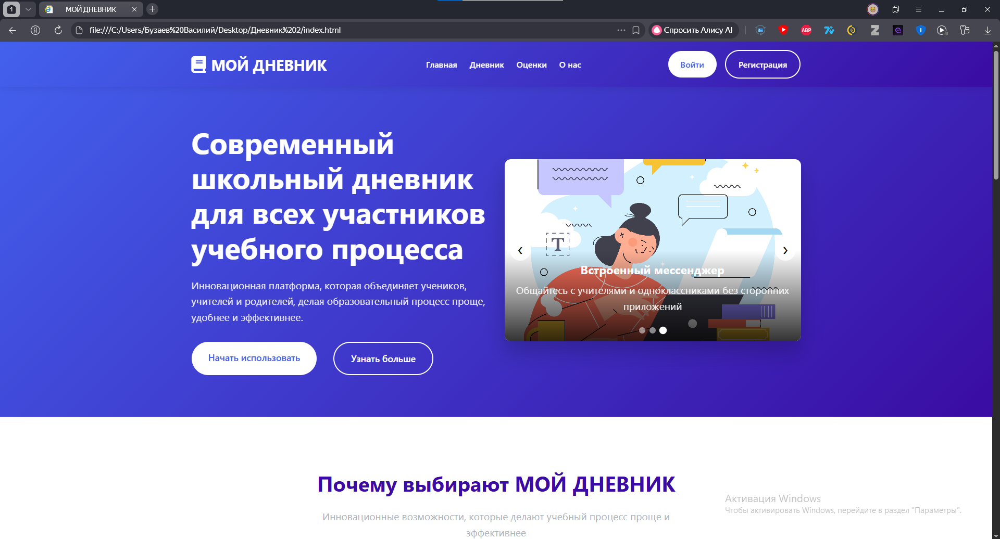 1
МОЙ ДНЕВНИК
file:///C:/Users/Бузаев%20Василий/Desktop/Дневник%202/index.html
Спросить Алису AI
ABP
МОЙ ДНЕВНИК
Главная
Дневник
Оценки
О нас
Войти
Регистрация
Современный
школьный дневник
для всех участников
учебного процесса
Инновационная платформа, которая объединяет учеников,
учителей и родителей, делая образовательный процесс проще,
удобнее и эффективнее.
Начать использовать
Узнать больше
T
Встроенный мессенджер
Общайтесь с учителями и одноклассниками без сторонних
приложений
Почему выбирают МОЙ ДНЕВНИК
Инновационные возможности, которые делают учебный процесс проще и
эффективнее
Активация Windows
Чтобы активировать Windows, перейдите в раздел "Параметры".